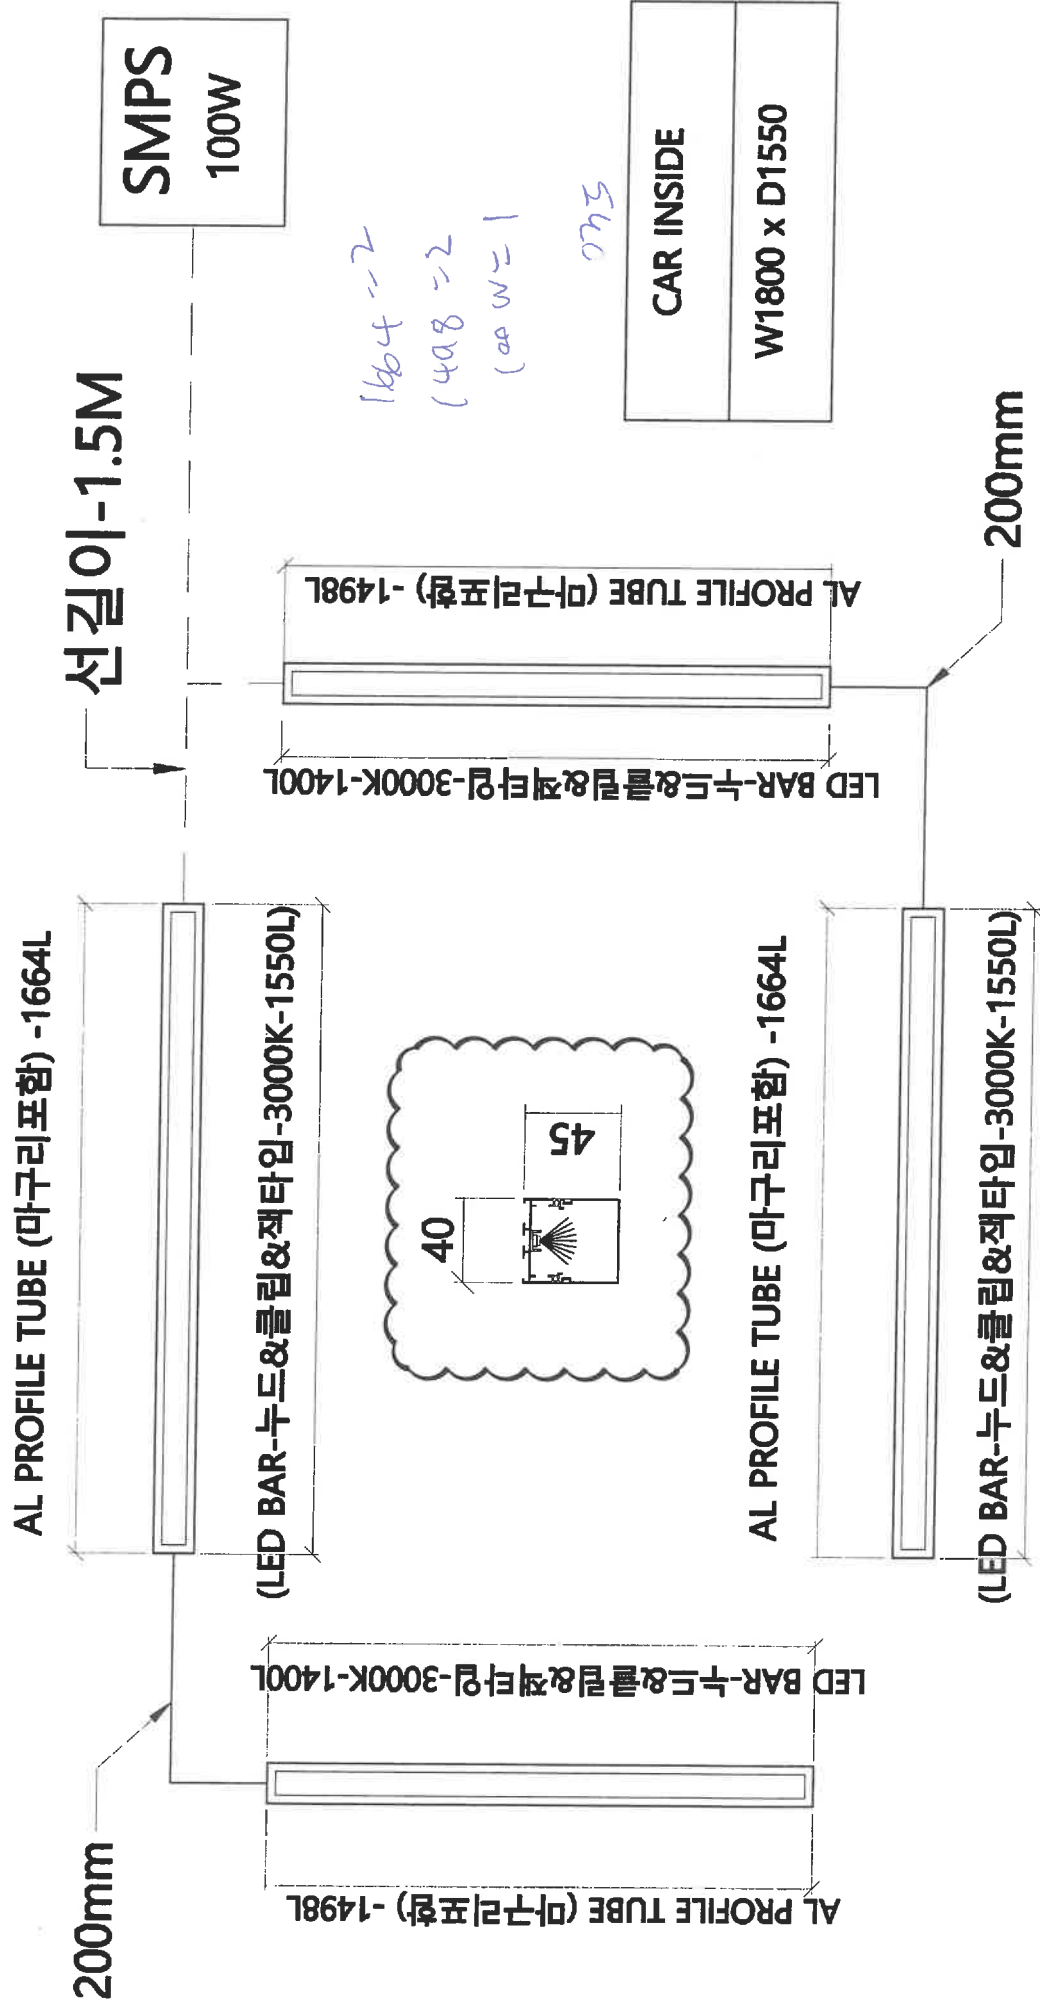 SMPS
100W
선길이-1.5M
1664 = 2
1498 = 2
100 W = 1
CAR INSIDE
W1800 x D1550
AL PROFILE TUBE (마구리포함) -1664L
(LED BAR-누드&클립&잭타입-3000K-1550L)
AL PROFILE TUBE (마구리포함) -1498L
LED BAR-누드&클립&잭타입-3000K-1400L
200mm
40
45
200mm
LED BAR-누드&클립&잭타입-3000K-1400L
AL PROFILE TUBE (마구리포함) -1498L
AL PROFILE TUBE (마구리포함) -1664L
(LED BAR-누드&클립&잭타입-3000K-1550L)